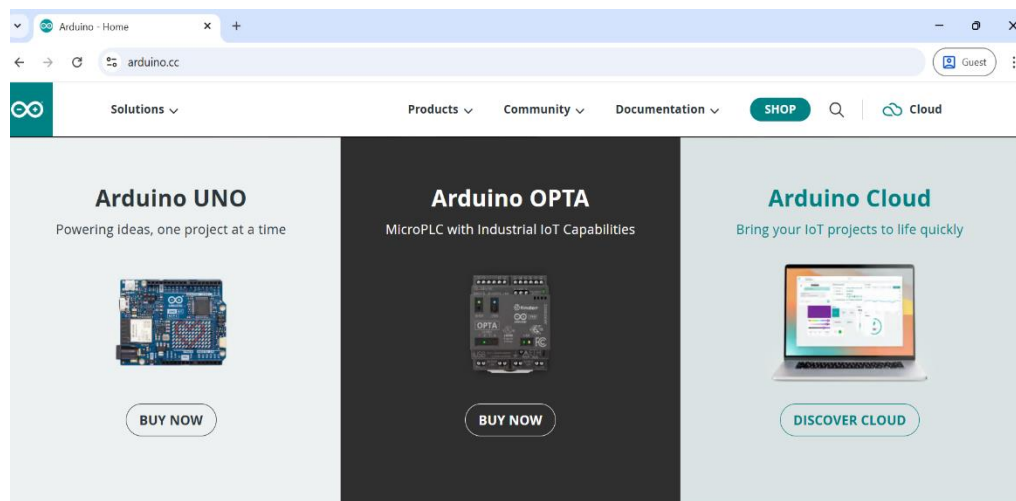 Arduino - Home
arduino.cc
Guest
Solutions
Products
Community
Documentation
SHOP
Cloud
Arduino UNO
Powering ideas, one project at a time
BUY NOW
Arduino OPTA
MicroPLC with Industrial IoT Capabilities
OPTA
BUY NOW
Arduino Cloud
Bring your IoT projects to life quickly
DISCOVER CLOUD